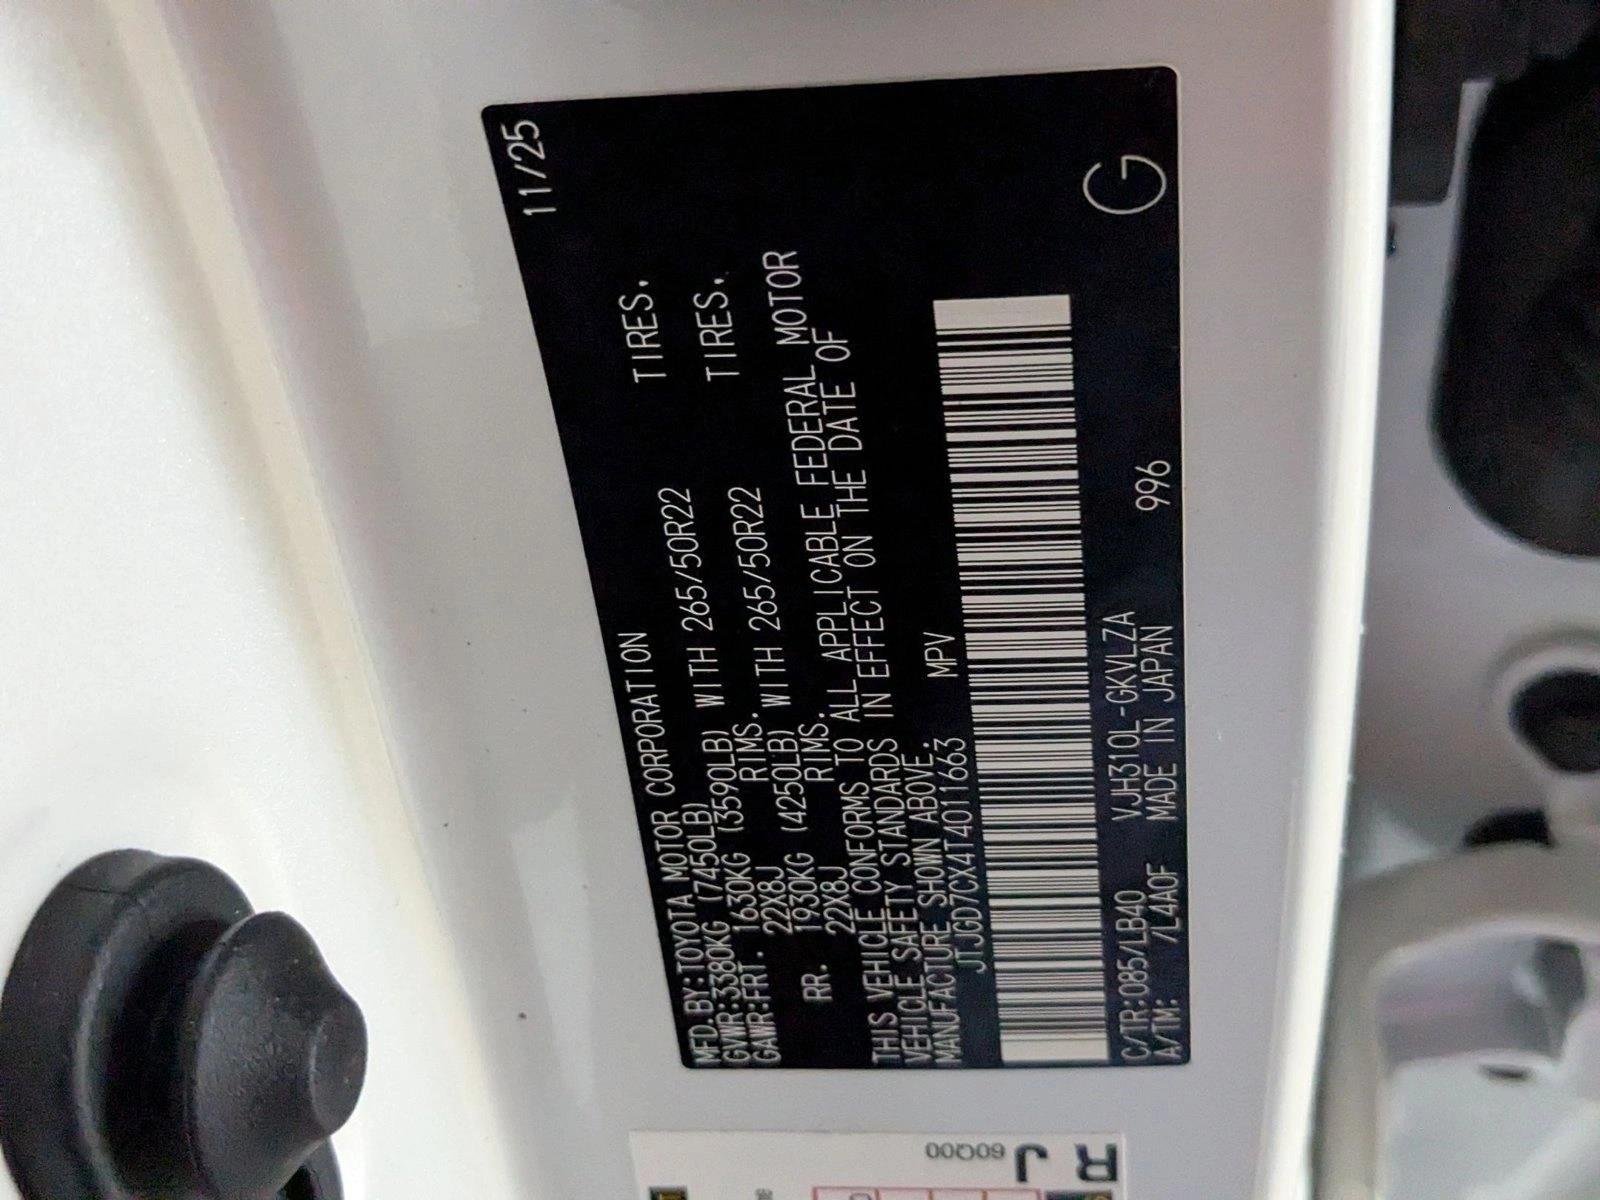 11/25
MFD.BY:TOYOTA MOTOR CORPORATION
GVWR:3380KG (7450LB)
GAWR:FRT. 1630KG (3590LB) WITH 265/50R22 TIRES.
22X8J RIMS.
RR. 1930KG (4250LB) WITH 265/50R22 TIRES.
22X8J RIMS.
THIS VEHICLE CONFORMS TO ALL APPLICABLE FEDERAL MOTOR
VEHICLE SAFETY STANDARDS IN EFFECT ON THE DATE OF
MANUFACTURE SHOWN ABOVE.
JTJGD7CX4T4011663 MPV
C/TR:085/LB40 VJH310L-GKVLZA
A/TM: /L4A0F MADE IN JAPAN 996
G
R
J
60Q00